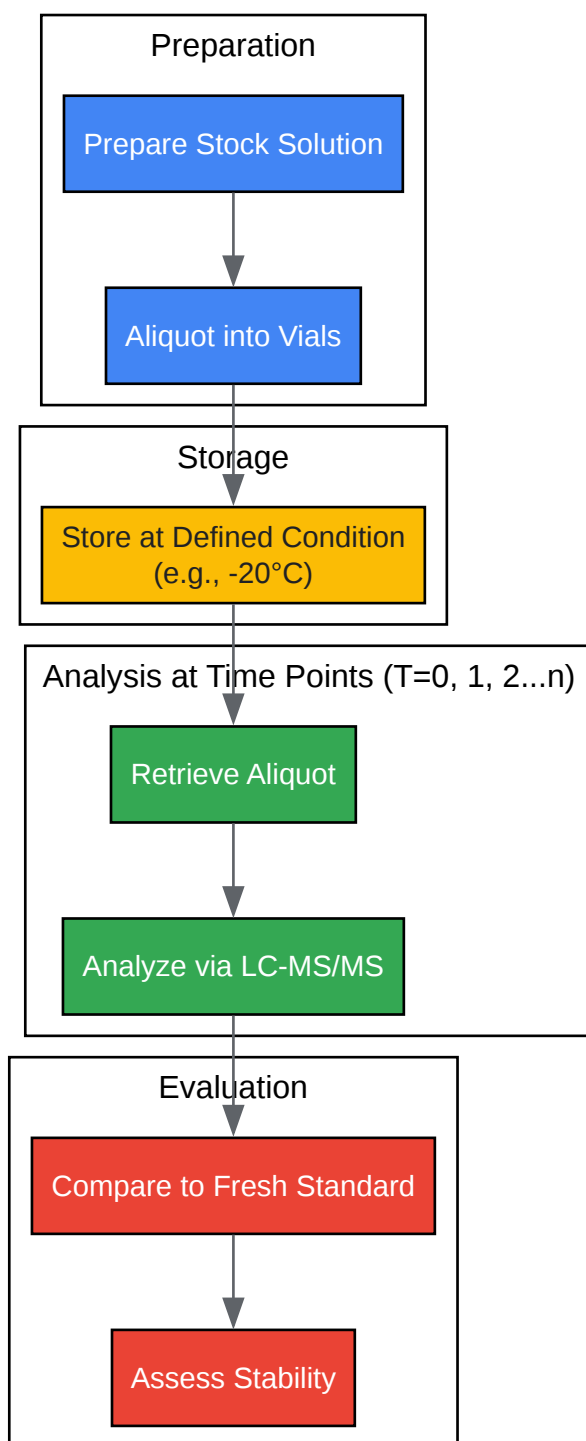 Preparation
Prepare Stock Solution
Aliquot into Vials
Storage
Store at Defined Condition
(e.g., -20°C)
Analysis at Time Points (T=0, 1, 2...n)
Retrieve Aliquot
Analyze via LC-MS/MS
Evaluation
Compare to Fresh Standard
Assess Stability